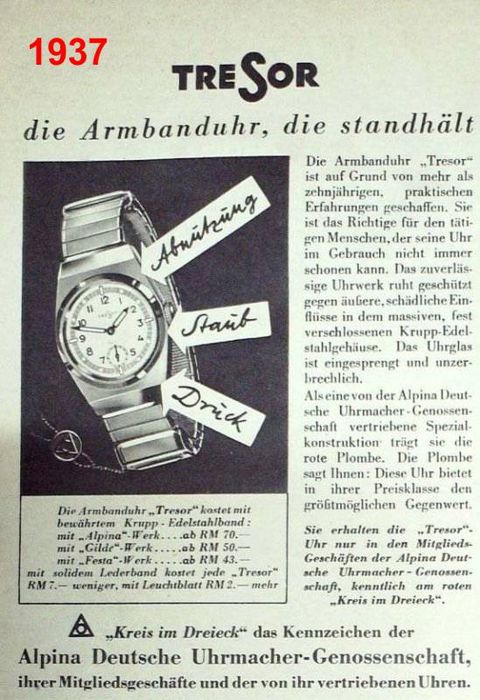 1937
TRESOR
die Armbanduhr, die standhält
Abnützung
Staub
Druck
TRESOR
Die Armbanduhr „Tresor" kostet mit
bewährtem Krupp - Edelstahlband :
mit „Alpina"-Werk....ab RM 70.—
mit „Gilde"-Werk.....ab RM 50.—
mit „Festa"-Werk ....ab RM 43.—
mit solidem Lederband kostet jede „Tresor"
RM 7.— weniger, mit Leuchtblatt RM 2.— mehr
Die Armbanduhr „Tresor"
ist auf Grund von mehr als
zehnjährigen, praktischen
Erfahrungen geschaffen. Sie
ist das Richtige für den täti-
gen Menschen, der seine Uhr
im Gebrauch nicht immer
schonen kann. Das zuverläs-
sige Uhrwerk ruht geschützt
gegen äußere, schädliche Ein-
flüsse in dem massiven, fest
verschlossenen Krupp-Edel-
stahlgehäuse. Das Uhrglas
ist eingesprengt und unzer-
brechlich.
Als eine von der Alpina Deut-
sche Uhrmacher-Genossen-
schaft vertriebene Spezial-
konstruktion trägt sie die
rote Plombe. Die Plombe
sagt Ihnen: Diese Uhr bietet
in ihrer Preisklasse den
größtmöglichen Gegenwert.
Sie erhalten die „Tresor"-
Uhr nur in den Mitglieds-
Geschäften der Alpina Deut-
sche Uhrmacher-Genossen-
schaft, kenntlich am roten
„Kreis im Dreieck".
„Kreis im Dreieck" das Kennzeichen der
Alpina Deutsche Uhrmacher-Genossenschaft,
ihrer Mitgliedsgeschäfte und der von ihr vertriebenen Uhren.